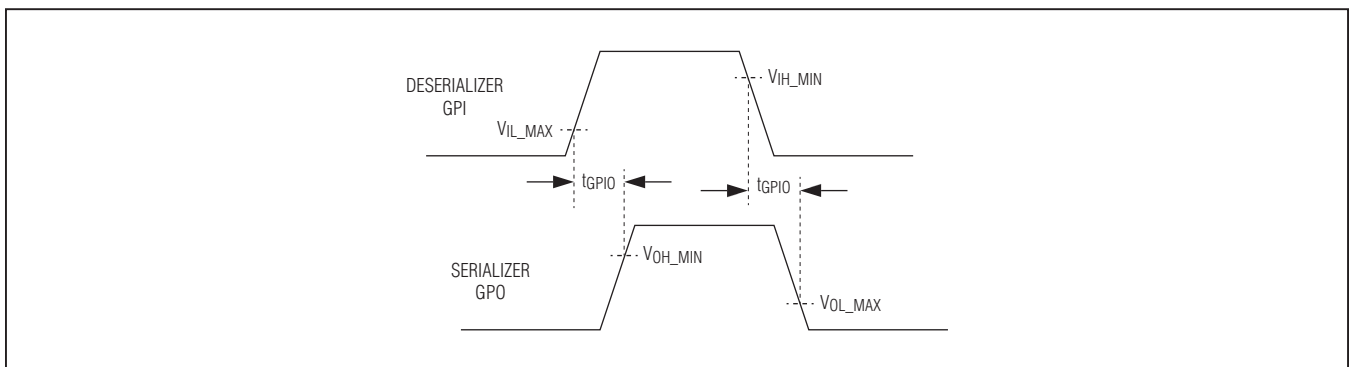 DESERIALIZER
GPI
VIH_MIN
VIL_MAX
tGPIO
tGPIO
SERIALIZER
GPO
VOH_MIN
VOL_MAX